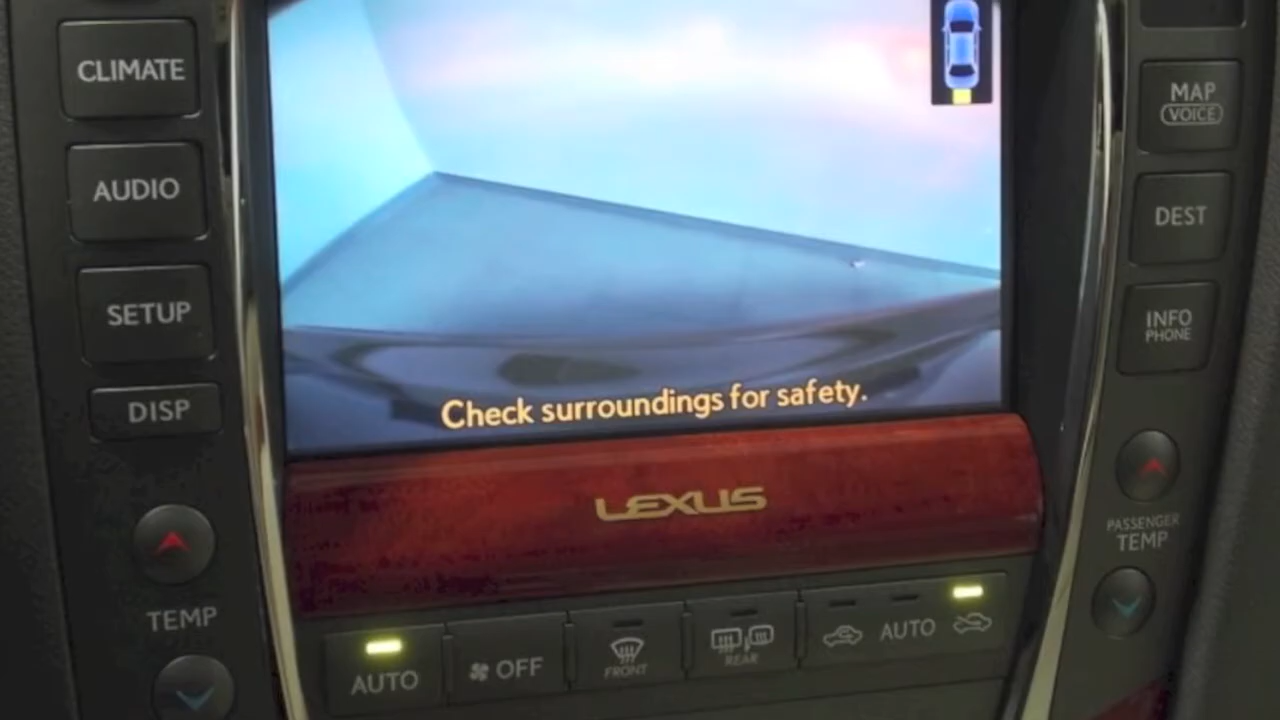 CLIMATE
AUDIO
SETUP
DISP
TEMP
MAP
VOICE
DEST
INFO
PHONE
PASSENGER
TEMP
Check surroundings for safety.
LEXUS
AUTO
OFF
FRONT
REAR
AUTO